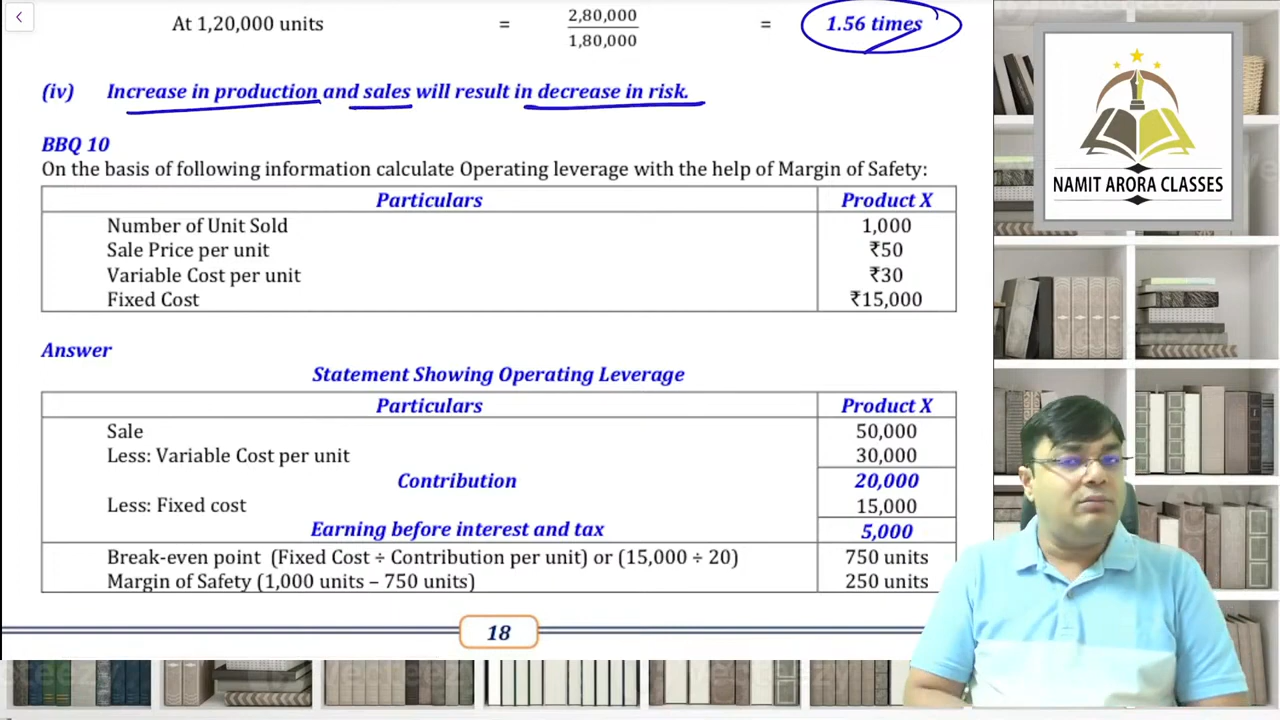 At 1,20,000 units = 2,80,000 / 1,80,000 = 1.56 times
(iv) Increase in production and sales will result in decrease in risk.
BBQ 10
On the basis of following information calculate Operating leverage with the help of Margin of Safety:
Particulars Product X
Number of Unit Sold 1,000
Sale Price per unit ₹50
Variable Cost per unit ₹30
Fixed Cost ₹15,000
Answer
Statement Showing Operating Leverage
Particulars Product X
Sale 50,000
Less: Variable Cost per unit 30,000
Contribution 20,000
Less: Fixed cost 15,000
Earning before interest and tax 5,000
Break-even point (Fixed Cost ÷ Contribution per unit) or (15,000 ÷ 20) 750 units
Margin of Safety (1,000 units – 750 units) 250 units
18
NAMIT ARORA CLASSES